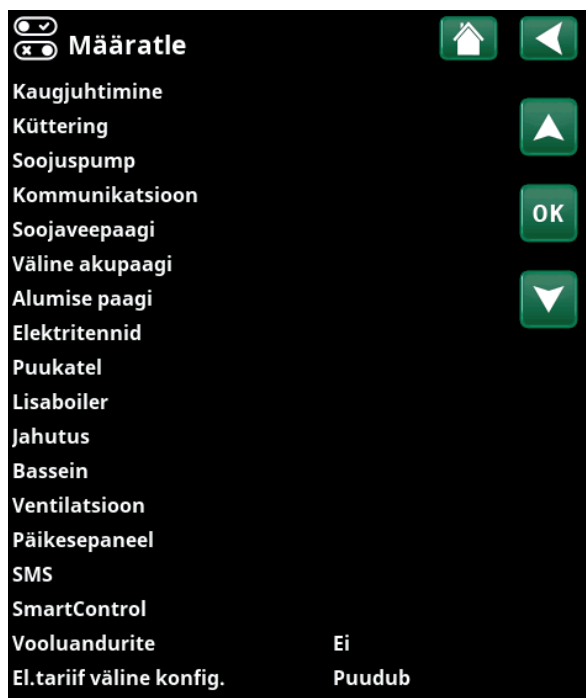 Määratle
Kaugjuhtimine
Küttering
Soojuspump
Kommunikatsioon
Soojaveepaagi
Väline akupaagi
Alumise paagi
Elektritennid
Puukatel
Lisaboiler
Jahutus
Bassein
Ventilatsioon
Päikesepaneel
SMS
SmartControl
Vooluandurite Ei
El.tariif väline konfig. Puudub
OK